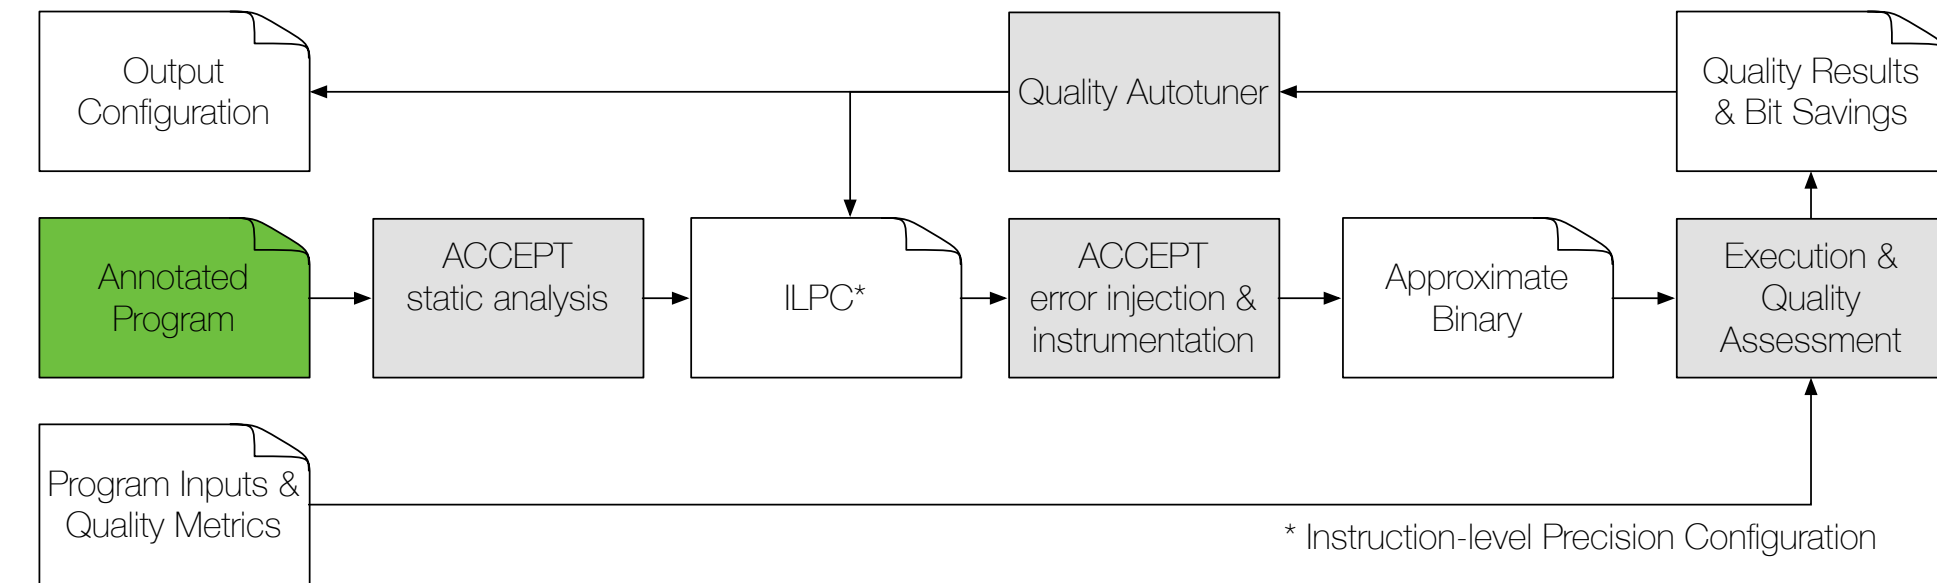 Output
Configuration
Quality Autotuner
Quality Results
& Bit Savings
Annotated
Program
ACCEPT
static analysis
ILPC*
ACCEPT
error injection &
instrumentation
Approximate
Binary
Execution &
Quality
Assessment
Program Inputs &
Quality Metrics
* Instruction-level Precision Configuration